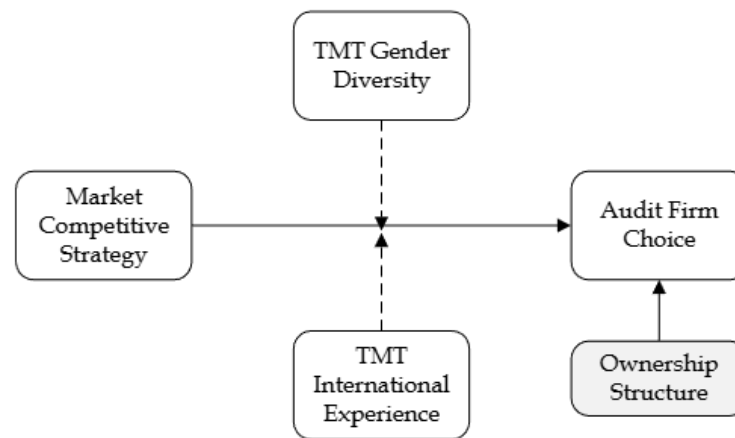 TMT Gender
Diversity
Market
Competitive
Strategy
Audit Firm
Choice
TMT
International
Experience
Ownership
Structure